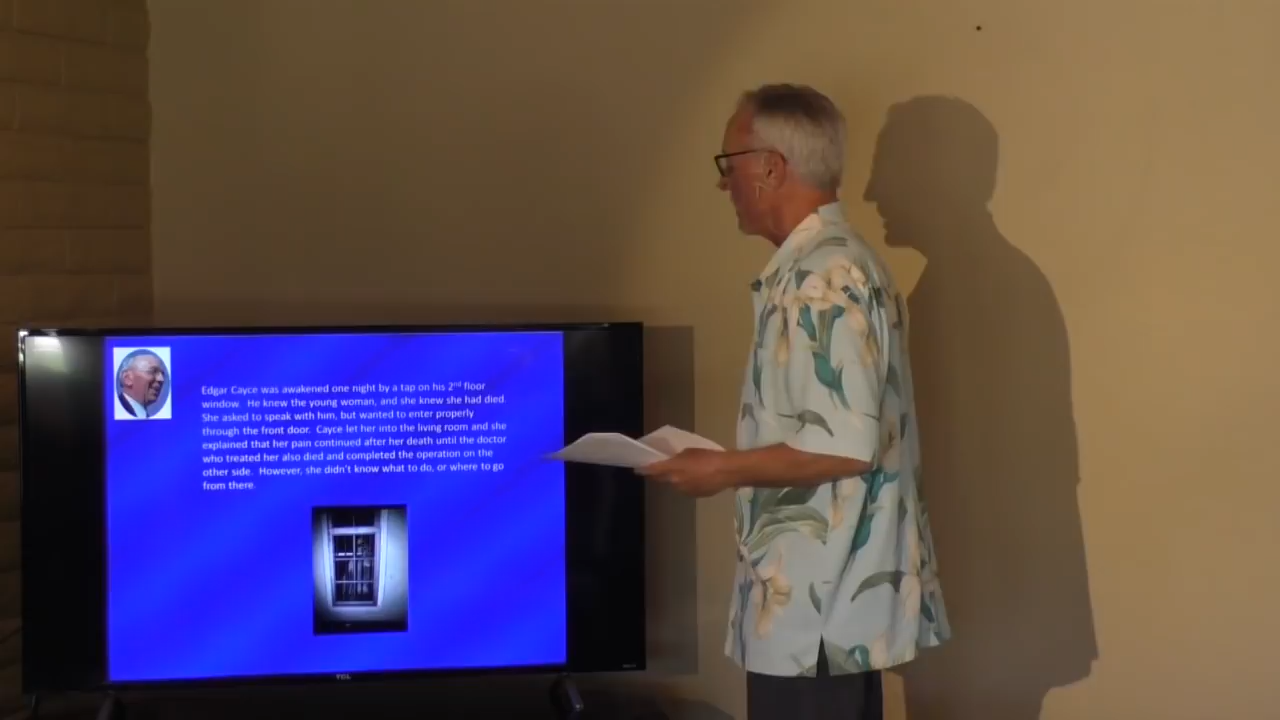 Edgar Cayce was awakened one night by a tap on his 2nd floor
window. He knew the young woman, and she knew she had died.
She asked to speak with him, but wanted to enter properly
through the front door. Cayce let her into the living room and she
explained that her pain continued after her death until the doctor
who treated her also died and completed the operation on the
other side. However, she didn't know what to do, or where to go
from there.
TCL